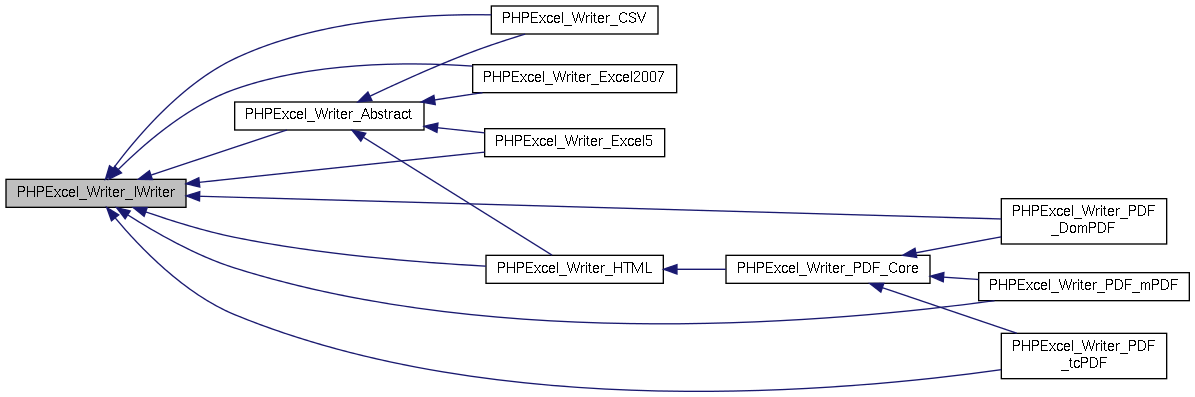 PHPExcel_Writer_CSV
PHPExcel_Writer_Excel2007
PHPExcel_Writer_Abstract
PHPExcel_Writer_Excel5
PHPExcel_Writer_IWriter
PHPExcel_Writer_PDF
_DomPDF
PHPExcel_Writer_HTML
PHPExcel_Writer_PDF_Core
PHPExcel_Writer_PDF_mPDF
PHPExcel_Writer_PDF
_tcPDF